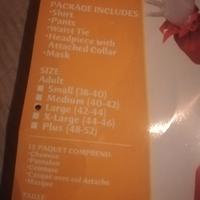 PACKAGE INCLUDES
•Shirt
•Pants
•Waist Tie
•Headpiece with
Attached Collar
•Mask
SIZE
Adult
Small (36-40)
Medium (40-42)
Large (42-44)
X-Large (44-46)
Plus (48-52)
LE PAQUET COMPREND
•Chemise
•Pantalon
•Ceinture